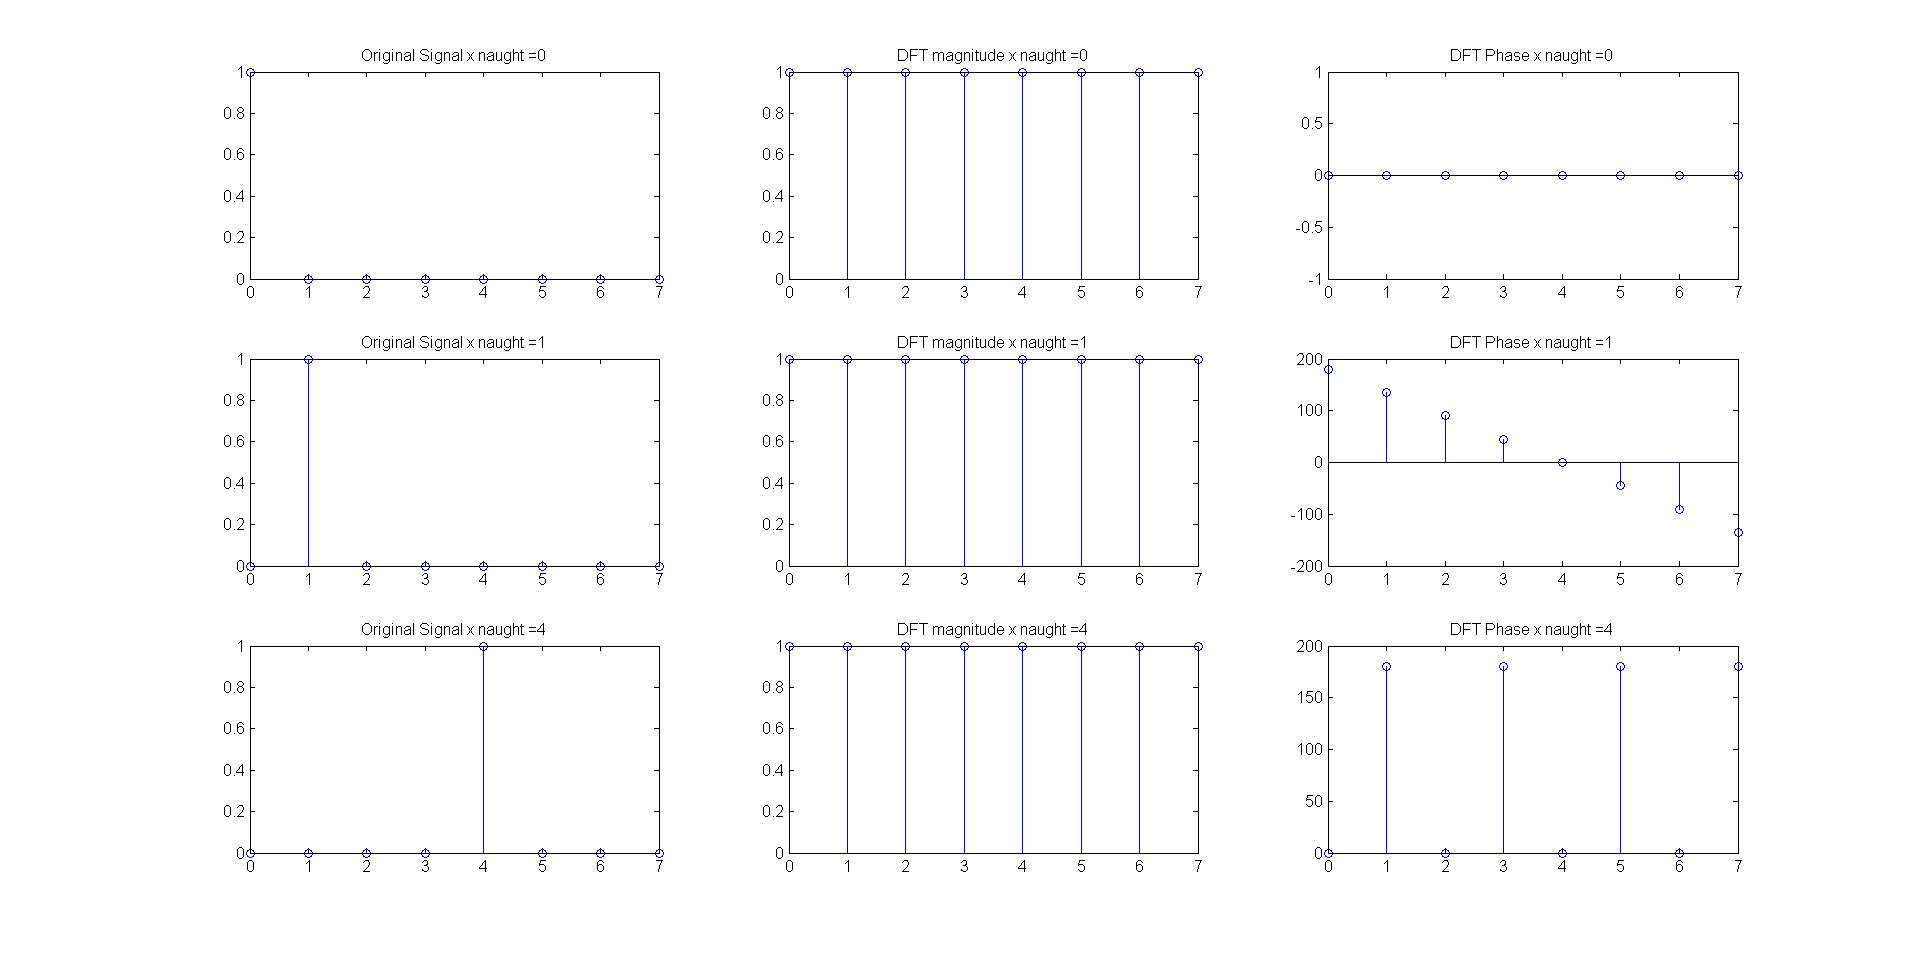 Original Signal x naught =0
DFT magnitude x naught =0
DFT Phase x naught =0
1
0.8
0.6
0.4
0.2
0
0 1 2 3 4 5 6 7
1
0.8
0.6
0.4
0.2
0
0 1 2 3 4 5 6 7
1
0.5
0
-0.5
-1
0 1 2 3 4 5 6 7
Original Signal x naught =1
DFT magnitude x naught =1
DFT Phase x naught =1
1
0.8
0.6
0.4
0.2
0
0 1 2 3 4 5 6 7
1
0.8
0.6
0.4
0.2
0
0 1 2 3 4 5 6 7
200
100
0
-100
-200
0 1 2 3 4 5 6 7
Original Signal x naught =4
DFT magnitude x naught =4
DFT Phase x naught =4
1
0.8
0.6
0.4
0.2
0
0 1 2 3 4 5 6 7
1
0.8
0.6
0.4
0.2
0
0 1 2 3 4 5 6 7
200
150
100
50
0
0 1 2 3 4 5 6 7